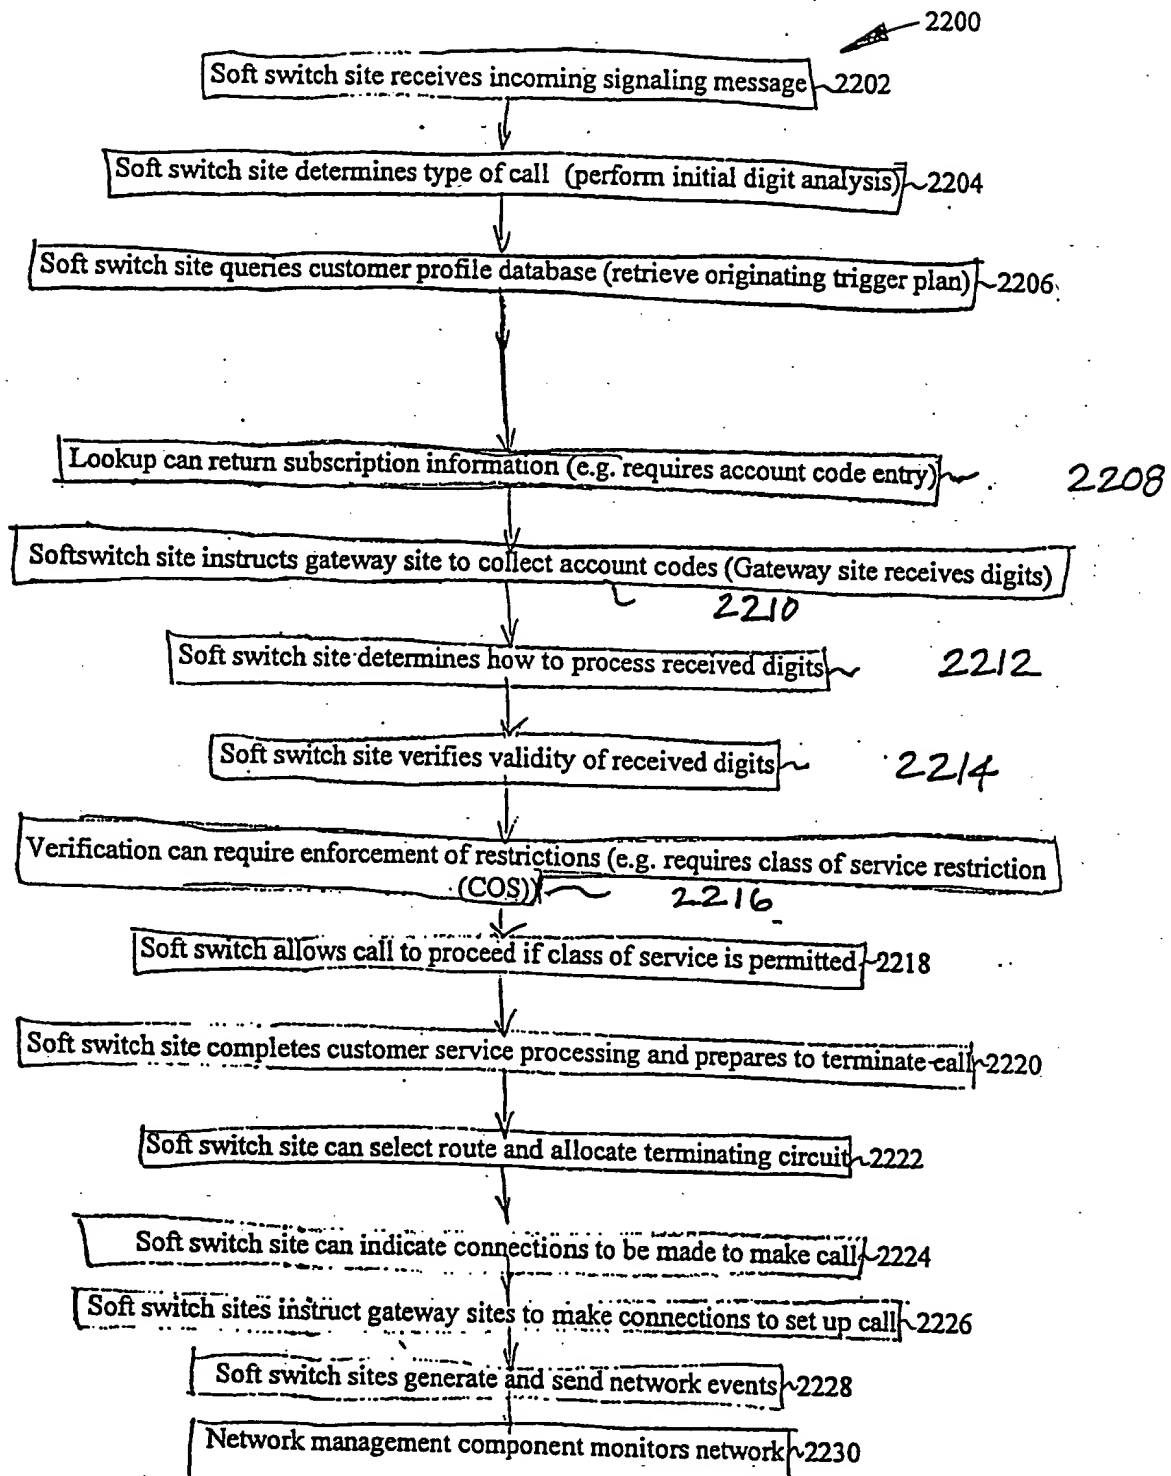 2200
Soft switch site receives incoming signaling message 2202
Soft switch site determines type of call (perform initial digit analysis) 2204
Soft switch site queries customer profile database (retrieve originating trigger plan) 2206
Lookup can return subscription information (e.g. requires account code entry) 2208
Softswitch site instructs gateway site to collect account codes (Gateway site receives digits)
2210
Soft switch site determines how to process received digits 2212
Soft switch site verifies validity of received digits 2214
Verification can require enforcement of restrictions (e.g. requires class of service restriction
(COS)) 2216
Soft switch allows call to proceed if class of service is permitted 2218
Soft switch site completes customer service processing and prepares to terminate call 2220
Soft switch site can select route and allocate terminating circuit 2222
Soft switch site can indicate connections to be made to make call 2224
Soft switch sites instruct gateway sites to make connections to set up call 2226
Soft switch sites generate and send network events 2228
Network management component monitors network 2230